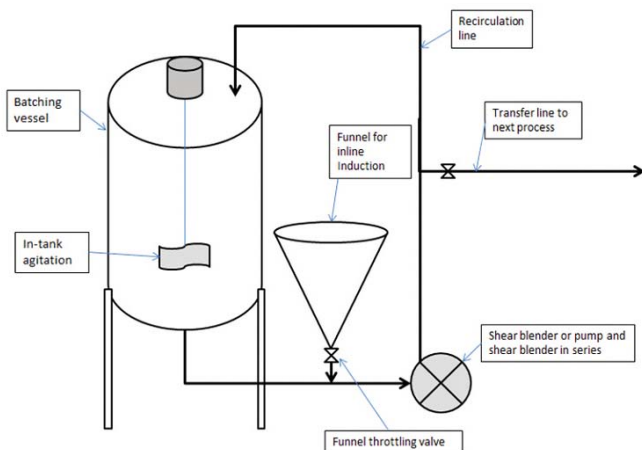 Recirculation
line
Batching
vessel
Funnel for
inline
Induction
Transfer line to
next process
In-tank
agitation
Shear blender or pump and
shear blender in series
Funnel throttling valve